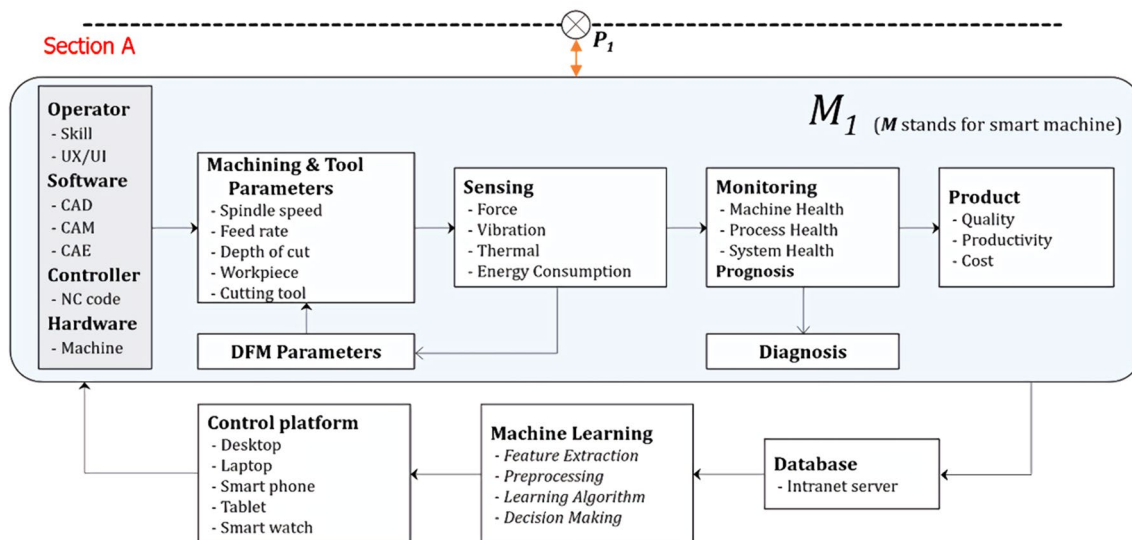 P1
Section A
M1 (M stands for smart machine)
Operator
- Skill
- UX/UI
Software
- CAD
- CAM
- CAE
Controller
- NC code
Hardware
- Machine
Machining & Tool
Parameters
- Spindle speed
- Feed rate
- Depth of cut
- Workpiece
- Cutting tool
DFM Parameters
Sensing
- Force
- Vibration
- Thermal
- Energy Consumption
Monitoring
- Machine Health
- Process Health
- System Health
Prognosis
Diagnosis
Product
- Quality
- Productivity
- Cost
Control platform
- Desktop
- Laptop
- Smart phone
- Tablet
- Smart watch
Machine Learning
- Feature Extraction
- Preprocessing
- Learning Algorithm
- Decision Making
Database
- Intranet server